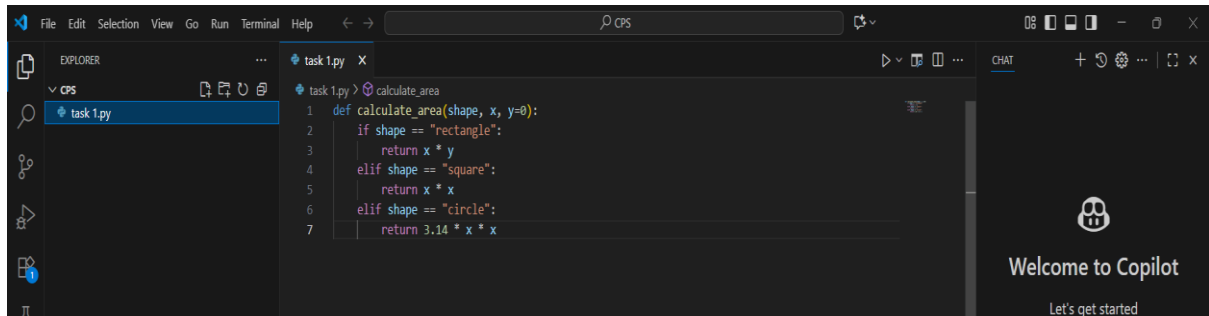 File Edit Selection View Go Run Terminal Help CPS
EXPLORER
CPS
task 1.py
task 1.py
task 1.py > calculate_area
1 def calculate_area(shape, x, y=0):
2     if shape == "rectangle":
3         return x * y
4     elif shape == "square":
5         return x * x
6     elif shape == "circle":
7         return 3.14 * x * x
CHAT
Welcome to Copilot
Let's get started
1